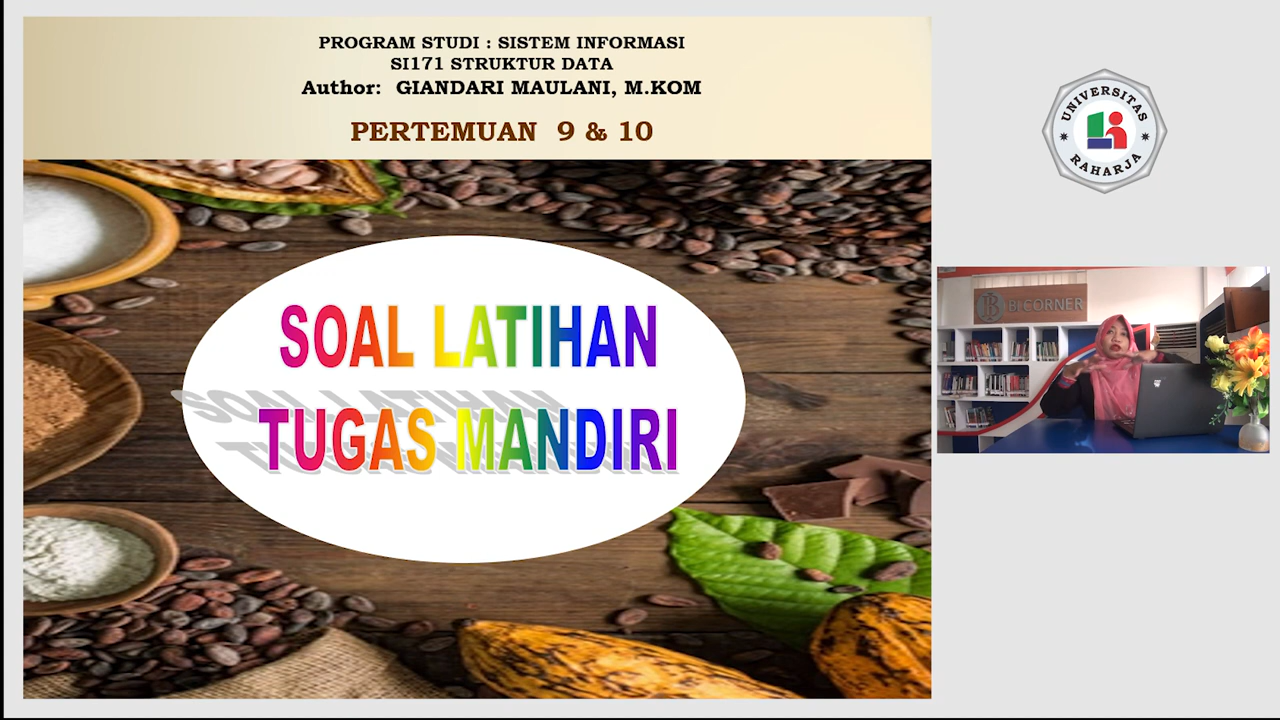 PROGRAM STUDI : SISTEM INFORMASI
SI171 STRUKTUR DATA
Author: GIANDARI MAULANI, M.KOM
PERTEMUAN 9 & 10
SOAL LATIHAN
TUGAS MANDIRI
UNIVERSITAS
RAHARJA
BI CORNER